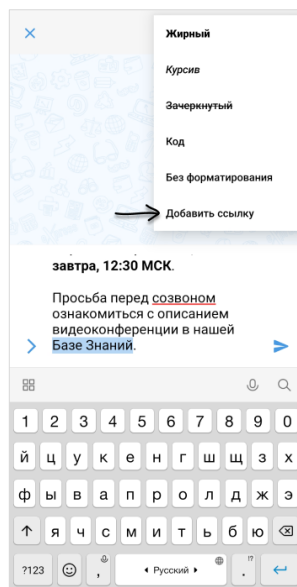 Жирный
Курсив
Зачеркнутый
Код
Без форматирования
Добавить ссылку
завтра, 12:30 МСК.
Просьба перед созвоном
ознакомиться с описанием
видеоконференции в нашей
Базе Знаний.
1 2 3 4 5 6 7 8 9 0
й ц у к е н г ш щ з х
ф ы в а п р о л д ж э
я ч с м и т ь б ю
?123 , Русский . !?